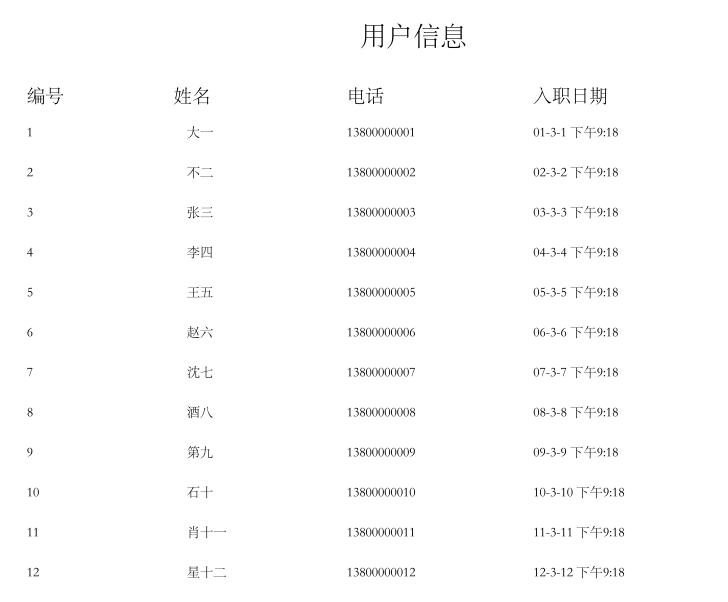 用户信息
编号 姓名 电话 入职日期
1 大一 13800000001 01-3-1 下午9:18
2 不二 13800000002 02-3-2 下午9:18
3 张三 13800000003 03-3-3 下午9:18
4 李四 13800000004 04-3-4 下午9:18
5 王五 13800000005 05-3-5 下午9:18
6 赵六 13800000006 06-3-6 下午9:18
7 沈七 13800000007 07-3-7 下午9:18
8 酒八 13800000008 08-3-8 下午9:18
9 第九 13800000009 09-3-9 下午9:18
10 石十 13800000010 10-3-10 下午9:18
11 肖十一 13800000011 11-3-11 下午9:18
12 星十二 13800000012 12-3-12 下午9:18